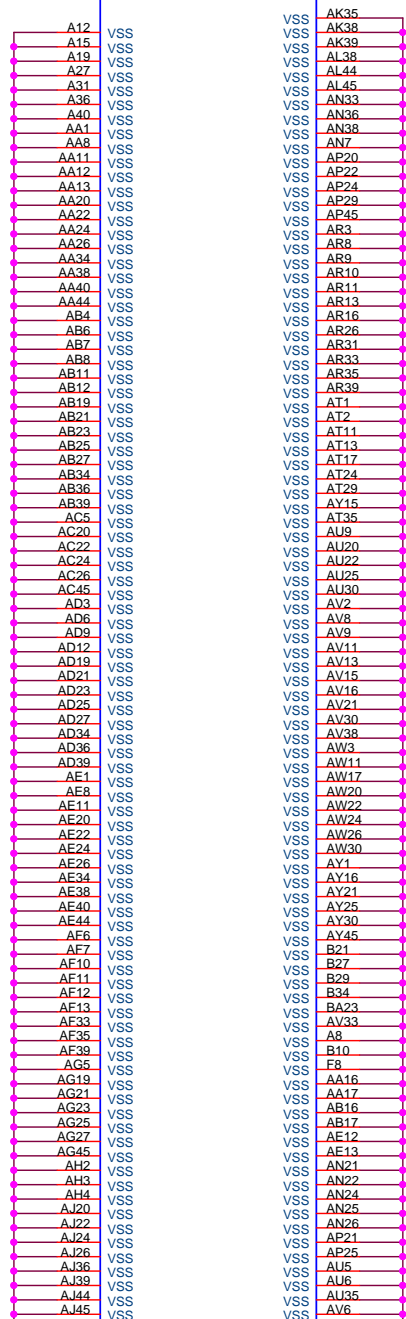 A12 VSS
A15 VSS
A19 VSS
A27 VSS
A31 VSS
A36 VSS
A40 VSS
AA1 VSS
AA8 VSS
AA11 VSS
AA12 VSS
AA13 VSS
AA20 VSS
AA22 VSS
AA24 VSS
AA26 VSS
AA34 VSS
AA38 VSS
AA40 VSS
AA44 VSS
AB4 VSS
AB6 VSS
AB7 VSS
AB8 VSS
AB11 VSS
AB12 VSS
AB19 VSS
AB21 VSS
AB23 VSS
AB25 VSS
AB27 VSS
AB34 VSS
AB36 VSS
AB39 VSS
AC5 VSS
AC20 VSS
AC22 VSS
AC24 VSS
AC26 VSS
AC45 VSS
AD3 VSS
AD6 VSS
AD9 VSS
AD12 VSS
AD19 VSS
AD21 VSS
AD23 VSS
AD25 VSS
AD27 VSS
AD34 VSS
AD36 VSS
AD39 VSS
AE1 VSS
AE8 VSS
AE11 VSS
AE20 VSS
AE22 VSS
AE24 VSS
AE26 VSS
AE34 VSS
AE38 VSS
AE40 VSS
AE44 VSS
AF6 VSS
AF7 VSS
AF10 VSS
AF11 VSS
AF12 VSS
AF13 VSS
AF33 VSS
AF35 VSS
AF39 VSS
AG5 VSS
AG19 VSS
AG21 VSS
AG23 VSS
AG25 VSS
AG27 VSS
AG45 VSS
AH2 VSS
AH3 VSS
AH4 VSS
AJ20 VSS
AJ22 VSS
AJ24 VSS
AJ26 VSS
AJ36 VSS
AJ39 VSS
AJ44 VSS
AJ45 VSS
VSS AK35
VSS AK38
VSS AK39
VSS AL38
VSS AL44
VSS AL45
VSS AN33
VSS AN36
VSS AN38
VSS AN7
VSS AP20
VSS AP22
VSS AP24
VSS AP29
VSS AP45
VSS AR3
VSS AR8
VSS AR9
VSS AR10
VSS AR11
VSS AR13
VSS AR16
VSS AR26
VSS AR31
VSS AR33
VSS AR35
VSS AR39
VSS AT1
VSS AT2
VSS AT11
VSS AT13
VSS AT17
VSS AT24
VSS AT29
VSS AY15
VSS AT35
VSS AU9
VSS AU20
VSS AU22
VSS AU25
VSS AU30
VSS AV2
VSS AV8
VSS AV9
VSS AV11
VSS AV13
VSS AV15
VSS AV16
VSS AV21
VSS AV30
VSS AV38
VSS AW3
VSS AW11
VSS AW17
VSS AW20
VSS AW22
VSS AW24
VSS AW26
VSS AW30
VSS AY1
VSS AY16
VSS AY21
VSS AY25
VSS AY30
VSS AY45
VSS B21
VSS B27
VSS B29
VSS B34
VSS BA23
VSS AV33
VSS A8
VSS B10
VSS F8
VSS AA16
VSS AA17
VSS AB16
VSS AB17
VSS AE12
VSS AE13
VSS AN21
VSS AN22
VSS AN24
VSS AN25
VSS AN26
VSS AP21
VSS AP25
VSS AU5
VSS AU6
VSS AU35
VSS AV6